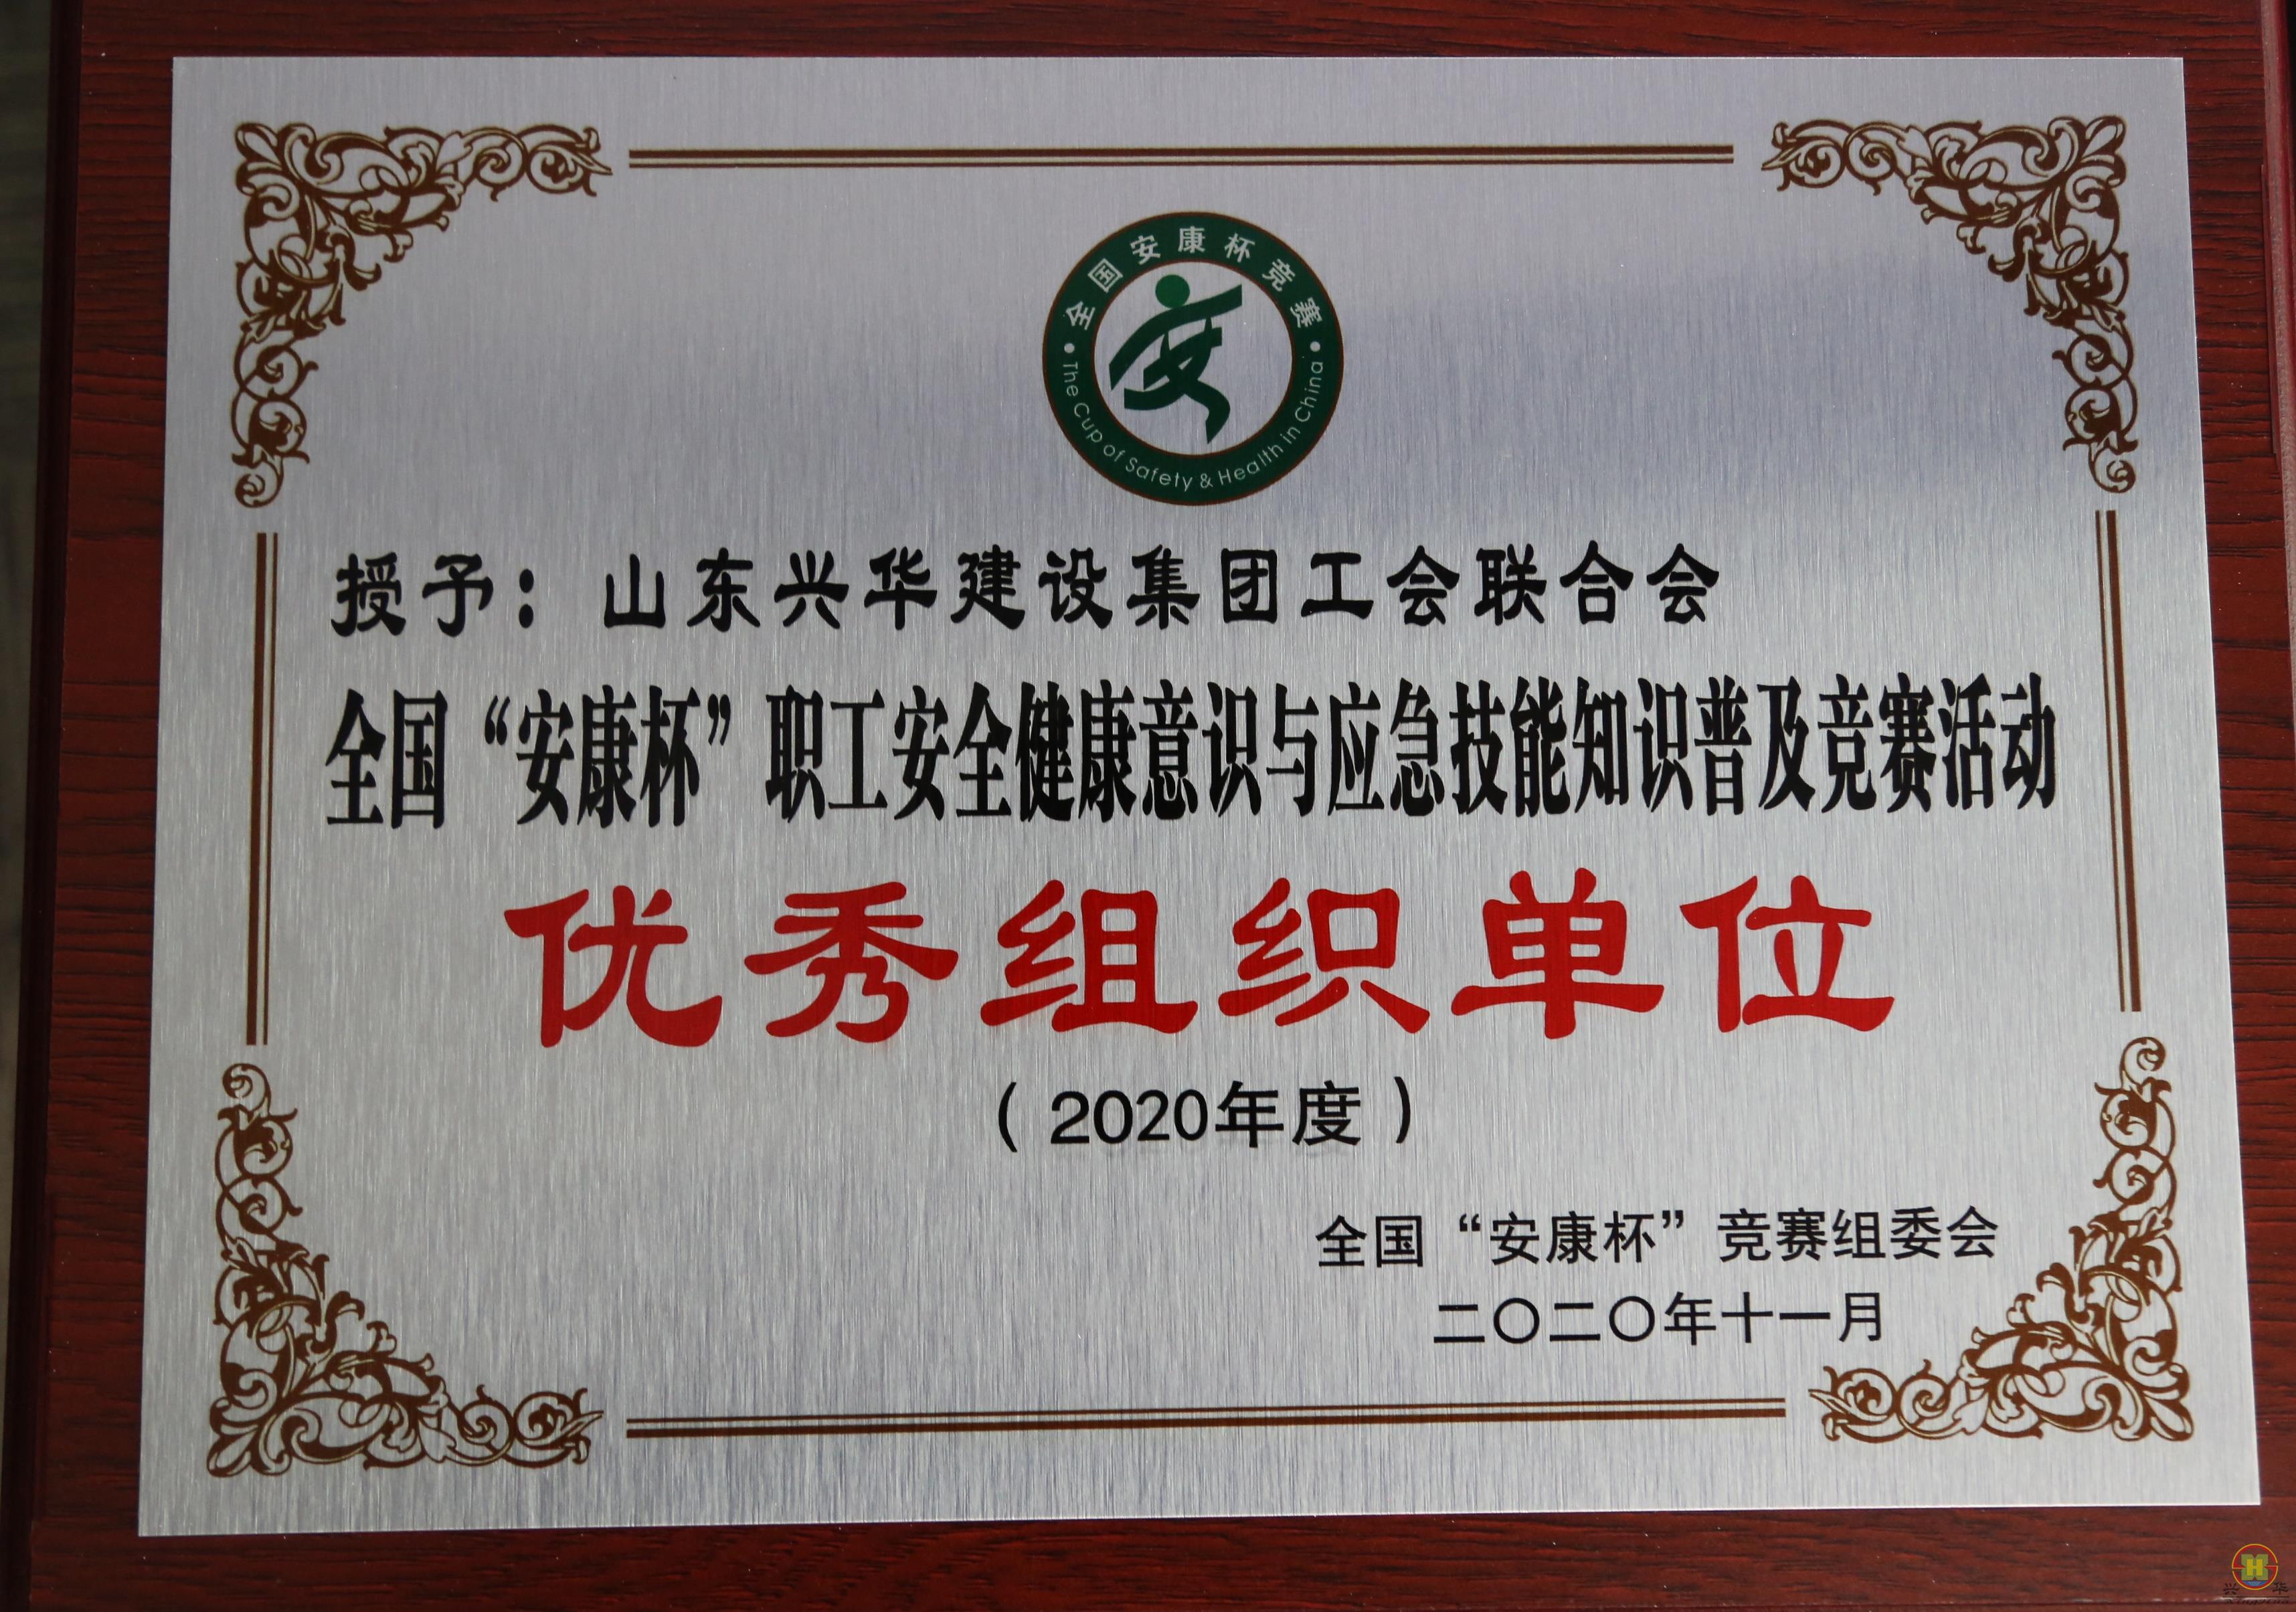 全国安康杯竞赛
The Cup of Safety & Health in China
授予：山东兴华建设集团工会联合会
全国“安康杯”职工安全健康意识与应急技能知识普及竞赛活动
优秀组织单位
（2020年度）
全国“安康杯”竞赛组委会
二〇二〇年十一月
兴 华